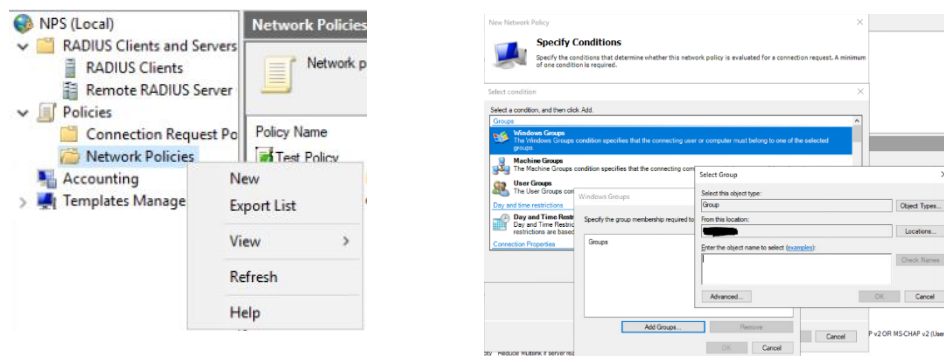 NPS (Local)
RADIUS Clients and Servers
RADIUS Clients
Remote RADIUS Server
Policies
Connection Request Po
Network Policies
Accounting
Templates Manage
Network Policies
Network p
Policy Name
Test Policy
New
Export List
View
Refresh
Help
New Network Policy
Specify Conditions
Specify the conditions that determine whether this network policy is evaluated for a connection request. A minimum
of one condition is required.
Select condition
Select a condition, and then click Add.
Groups
Windows Groups
The Windows Groups condition specifies that the connecting user or computer must belong to one of the selected
groups.
Machine Groups
The Machine Groups condition specifies that the connecting com
User Groups
The User Groups con
Day and time restrictions
Day and Time Restr
Day and Time Restric
restrictions are based
Connection Properties
Windows Groups
Specify the group membership required to
Groups
Add Groups...
Remove
OK
Cancel
Select Group
Select this object type:
Group
Object Types...
From this location:
Locations...
Enter the object name to select (examples):
Check Names
Advanced...
OK
Cancel
Cancel
P v2 OR MS-CHAP v2 (User